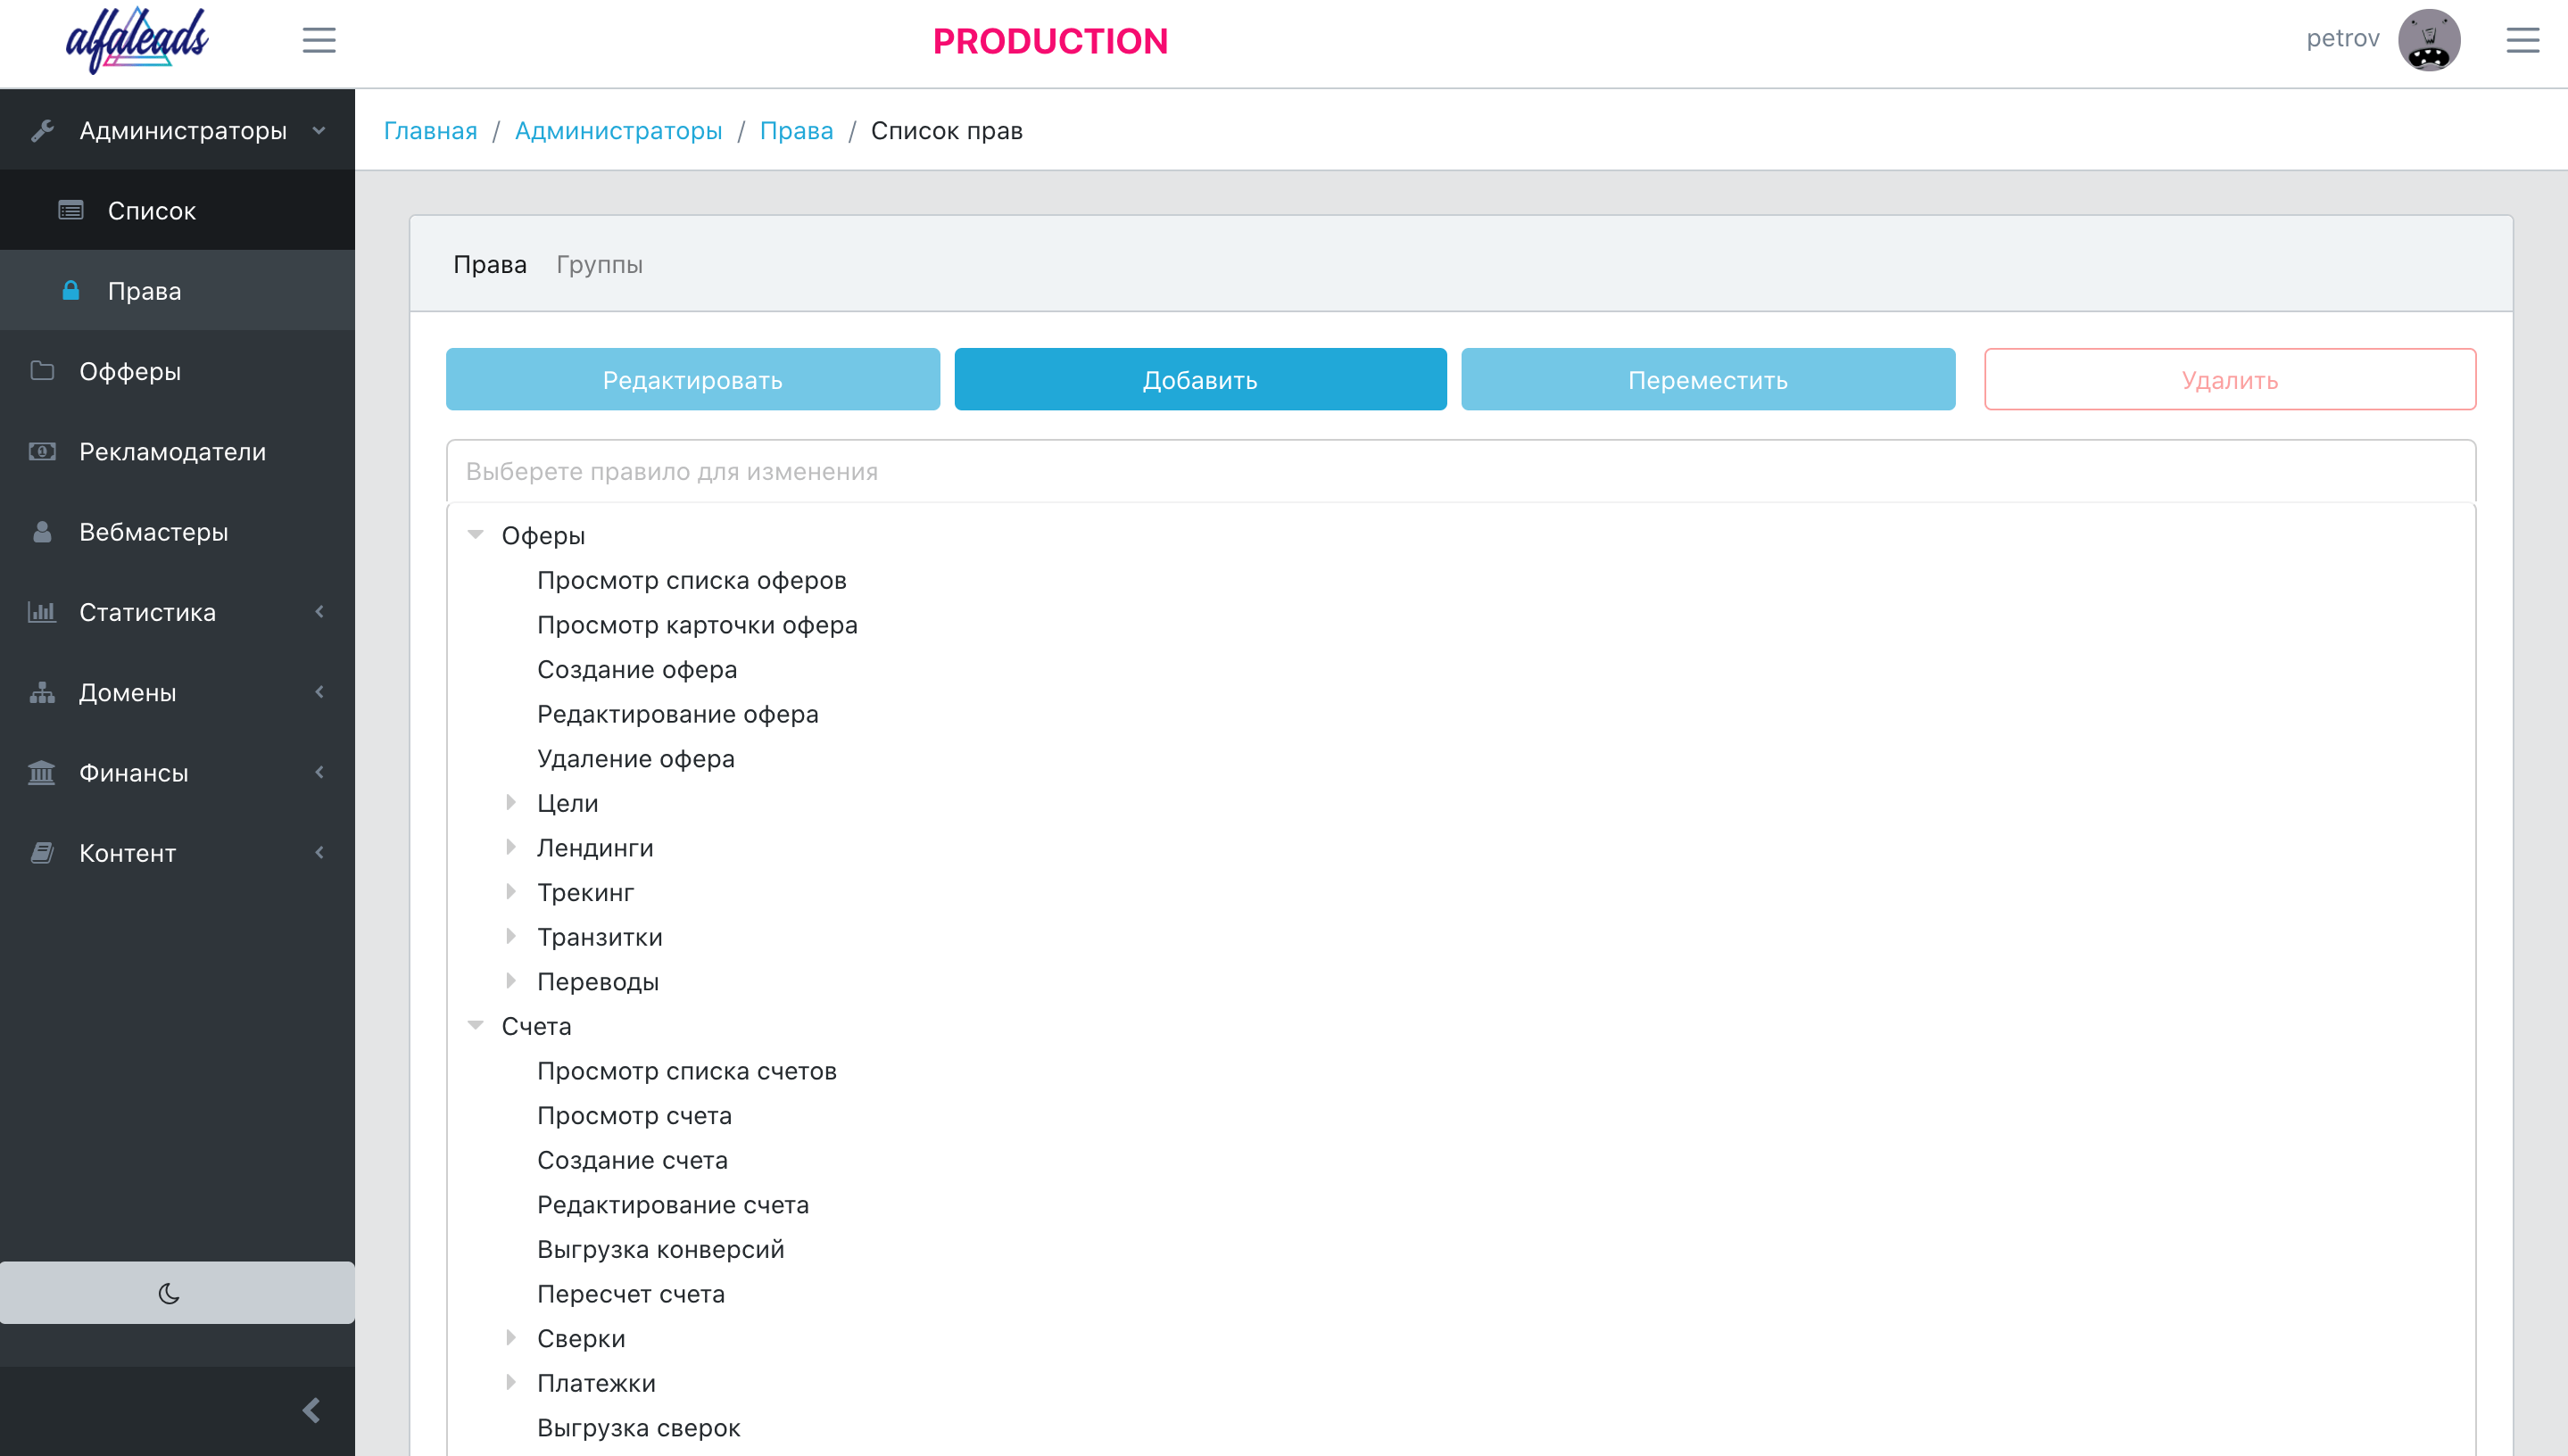 alfaleads
PRODUCTION
petrov
Администраторы
Список
Права
Офферы
Рекламодатели
Вебмастеры
Статистика
Домены
Финансы
Контент
Главная / Администраторы / Права / Список прав
Права Группы
Редактировать Добавить Переместить Удалить
Выберете правило для изменения
Оферы
Просмотр списка оферов
Просмотр карточки офера
Создание офера
Редактирование офера
Удаление офера
Цели
Лендинги
Трекинг
Транзитки
Переводы
Счета
Просмотр списка счетов
Просмотр счета
Создание счета
Редактирование счета
Выгрузка конверсий
Пересчет счета
Сверки
Платежки
Выгрузка сверок